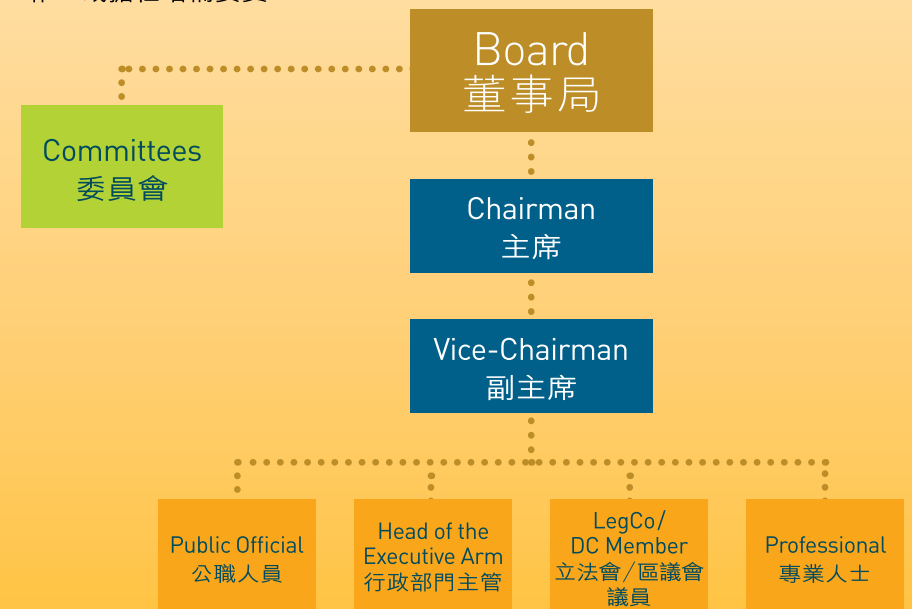 Board
董事局
Committees
委員會
Chairman
主席
Vice-Chairman
副主席
Public Official
公職人員
Head of the
Executive Arm
行政部門主管
LegCo/
DC Member
立法會/區議會
議員
Professional
專業人士